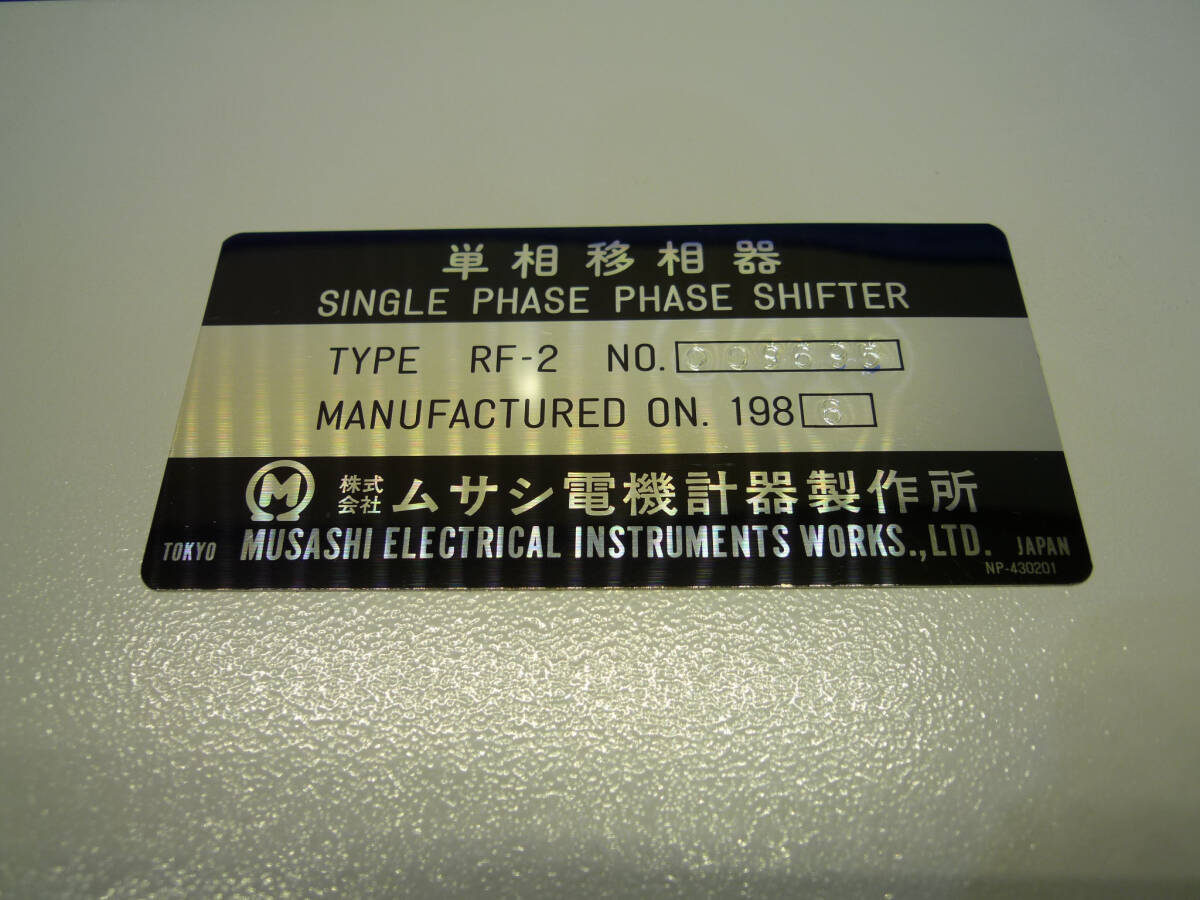 単相移相器
SINGLE PHASE PHASE SHIFTER
TYPE RF-2 NO. 009695
MANUFACTURED ON. 1986
M 株式会社 ムサシ電機計器製作所
TOKYO MUSASHI ELECTRICAL INSTRUMENTS WORKS.,LTD. JAPAN
NP-430201